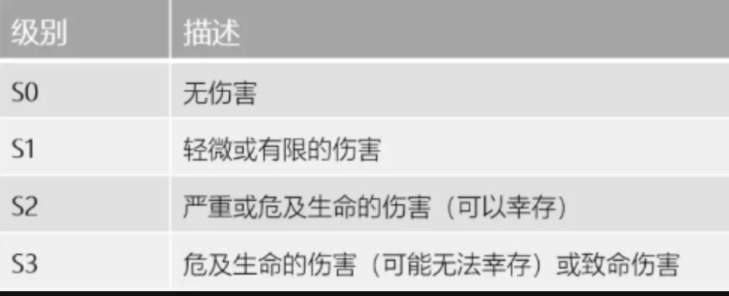 级别 描述
S0 无伤害
S1 轻微或有限的伤害
S2 严重或危及生命的伤害（可以幸存）
S3 危及生命的伤害（可能无法幸存）或致命伤害